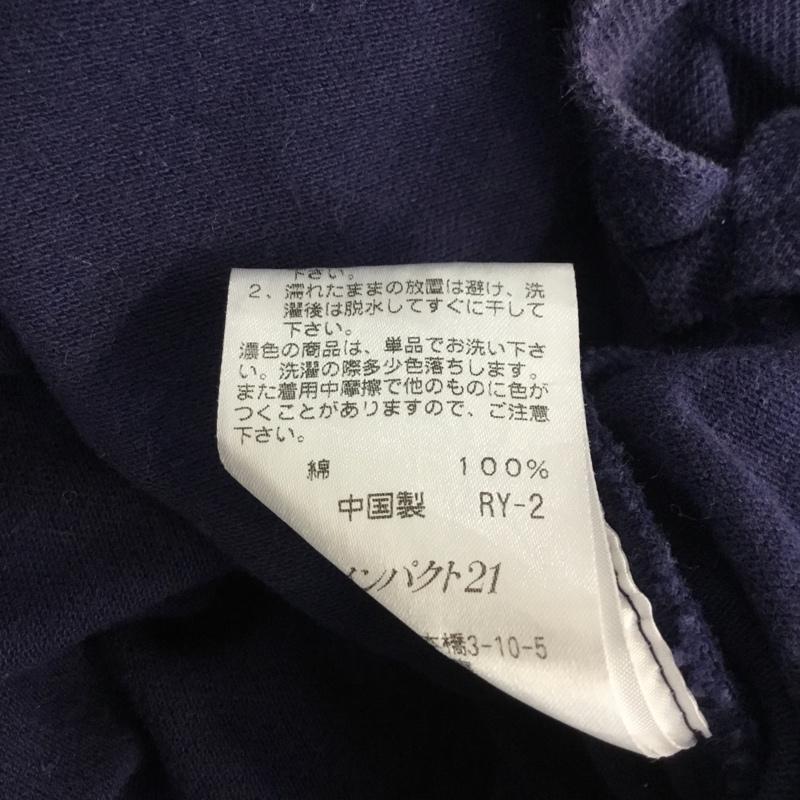 下さい。
2、濡れたままの放置は避け、洗
濯後は脱水してすぐに干して
下さい。
濃色の商品は、単品でお洗い下さ
い。洗濯の際多少色落ちします。
また着用中摩擦で他のものに色が
つくことがありますので、ご注意
下さい。
綿 100%
中国製 RY-2
インパクト21
本橋3-10-5